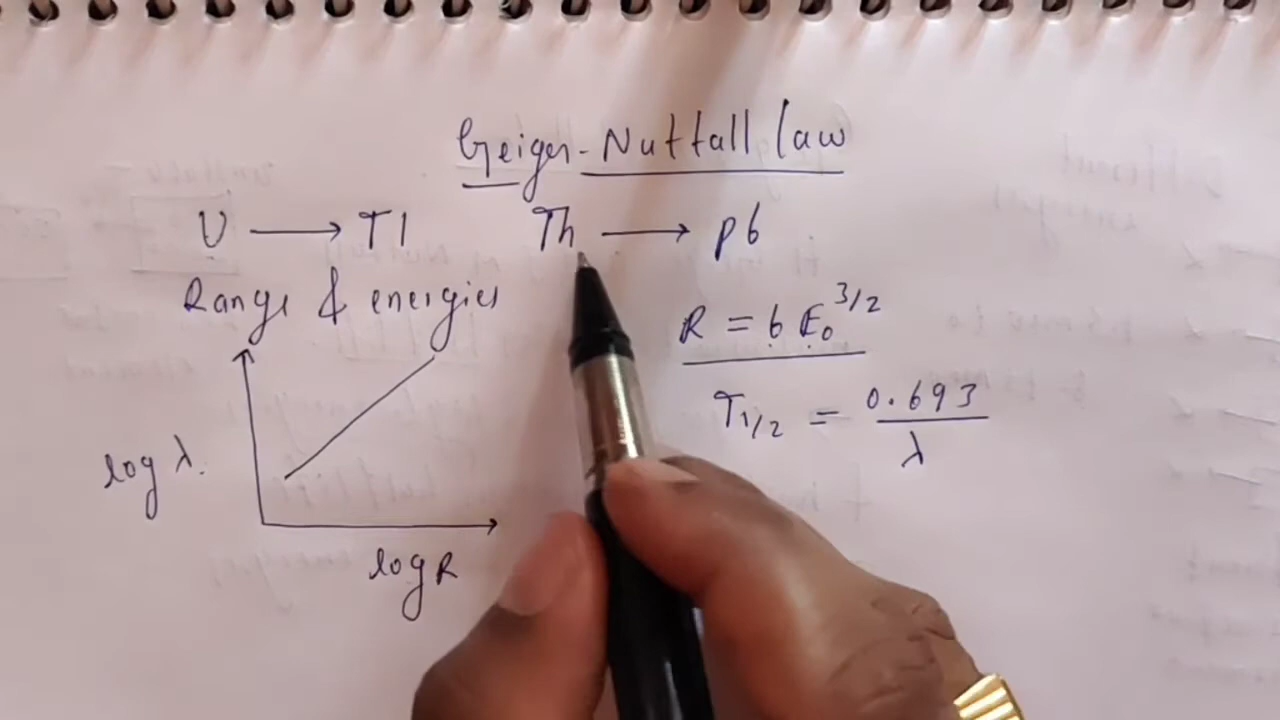 Geiger-Nuttall law
U → Tl Th → Pb
Range & energies
R = b E₀^3/2
T1/2 = 0.693/λ
log λ.
log R